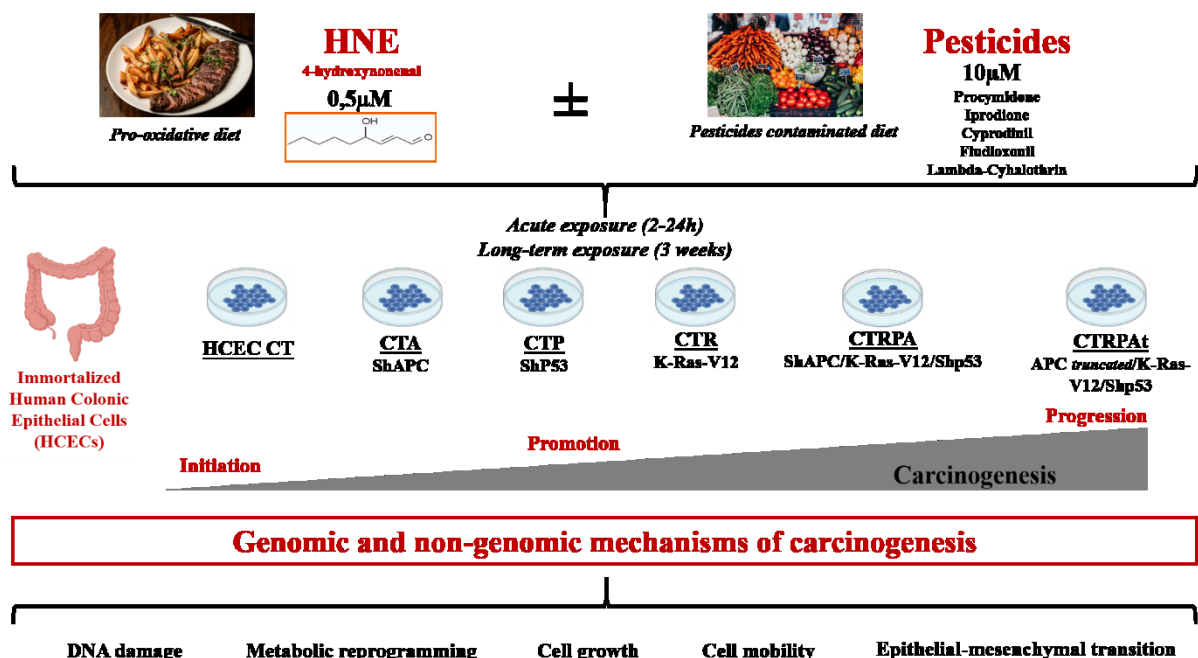 HNE
4-hydroxynonenal
0,5µM
OH
O
Pro-oxidative diet
±
Pesticides
10µM
Procymidone
Iprodione
Cyprodinil
Fludioxonil
Lambda-Cyhalothrin
Pesticides contaminated diet
Acute exposure (2-24h)
Long-term exposure (3 weeks)
Immortalized
Human Colonic
Epithelial Cells
(HCECs)
HCEC CT
CTA
ShAPC
CTP
ShP53
CTR
K-Ras-V12
CTRPA
ShAPC/K-Ras-V12/Shp53
CTRPAt
APC truncated/K-Ras-
V12/Shp53
Initiation
Promotion
Progression
Carcinogenesis
Genomic and non-genomic mechanisms of carcinogenesis
DNA damage
Metabolic reprogramming
Cell growth
Cell mobility
Epithelial-mesenchymal transition